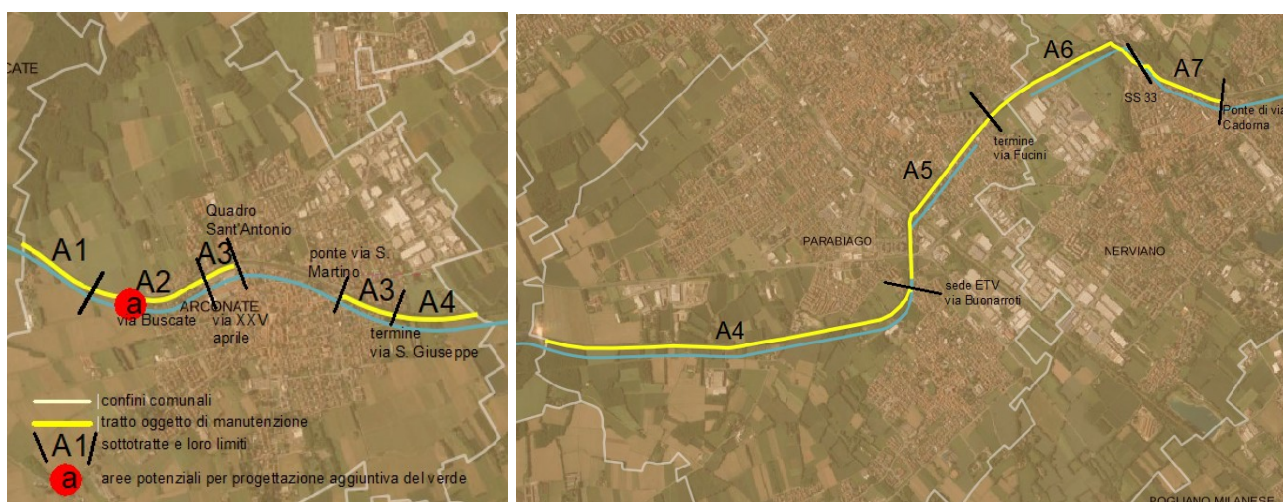 CATE
A1
A2
A3
Quadro
Sant'Antonio
ponte via S.
Martino
A3
A4
a
via Buscate
ARCONATE
via XXV
aprile
termine
via S. Giuseppe
confini comunali
tratto oggetto di manutenzione
A1
sottotratte e loro limiti
a
aree potenziali per progettazione aggiuntiva del verde
A6
A7
SS 33
Ponte di via
Cadorna
termine
via Fucini
A5
PARABIAGO
NERVIANO
sede ETV
via Buonarroti
A4
POGLIANO MILANESE